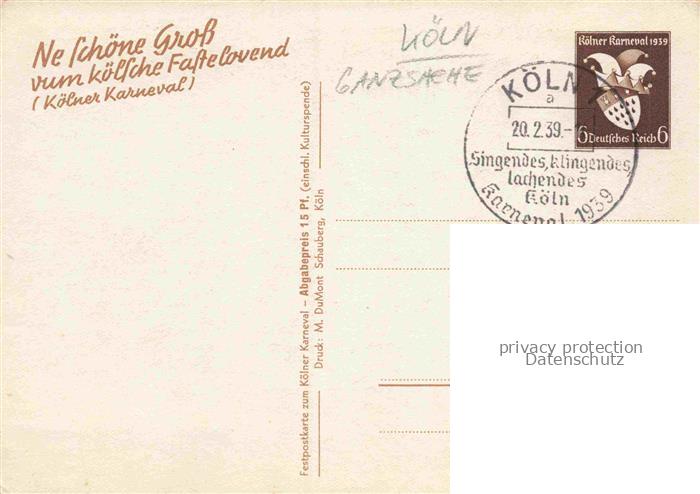 Ne schöne Groß
vum kölsche Fastelovend
(Kölner Karneval)
KÖLN
GANZSACHE
Kölner Karneval 1939
6 Deutsches Reich 6
KÖLN
a
20.2.39.-
Singendes, klingendes,
lachendes
Köln
Karneval 1939
Festpostkarte zum Kölner Karneval – Abgabepreis 15 Pf. (einschl. Kulturspende)
Druck: M. DuMont Schauberg, Köln
privacy protection
Datenschutz